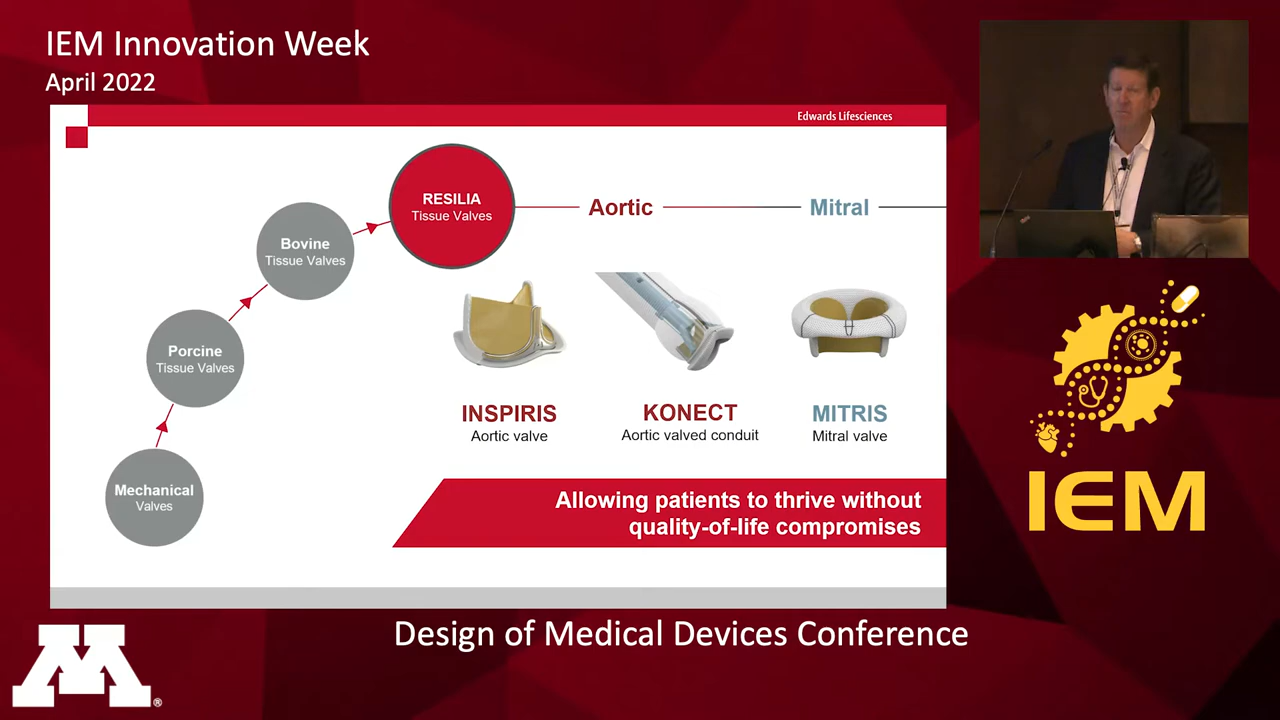 IEM Innovation Week
April 2022
Edwards Lifesciences
RESILIA
Tissue Valves
Aortic
Mitral
Bovine
Tissue Valves
Porcine
Tissue Valves
Mechanical
Valves
INSPIRIS
Aortic valve
KONECT
Aortic valved conduit
MITRIS
Mitral valve
Allowing patients to thrive without
quality-of-life compromises
IEM
Design of Medical Devices Conference
M®